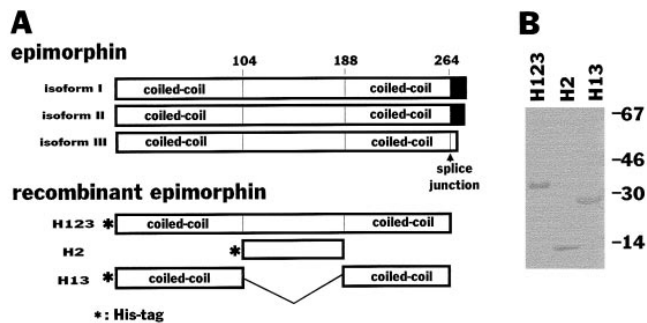 A
epimorphin
104 188 264
isoform I coiled-coil coiled-coil
isoform II coiled-coil coiled-coil
isoform III coiled-coil coiled-coil
splice
junction
recombinant epimorphin
H123 * coiled-coil coiled-coil
H2 *
H13 * coiled-coil coiled-coil
*: His-tag
B
H123 H2 H13
-67
-46
-30
-14